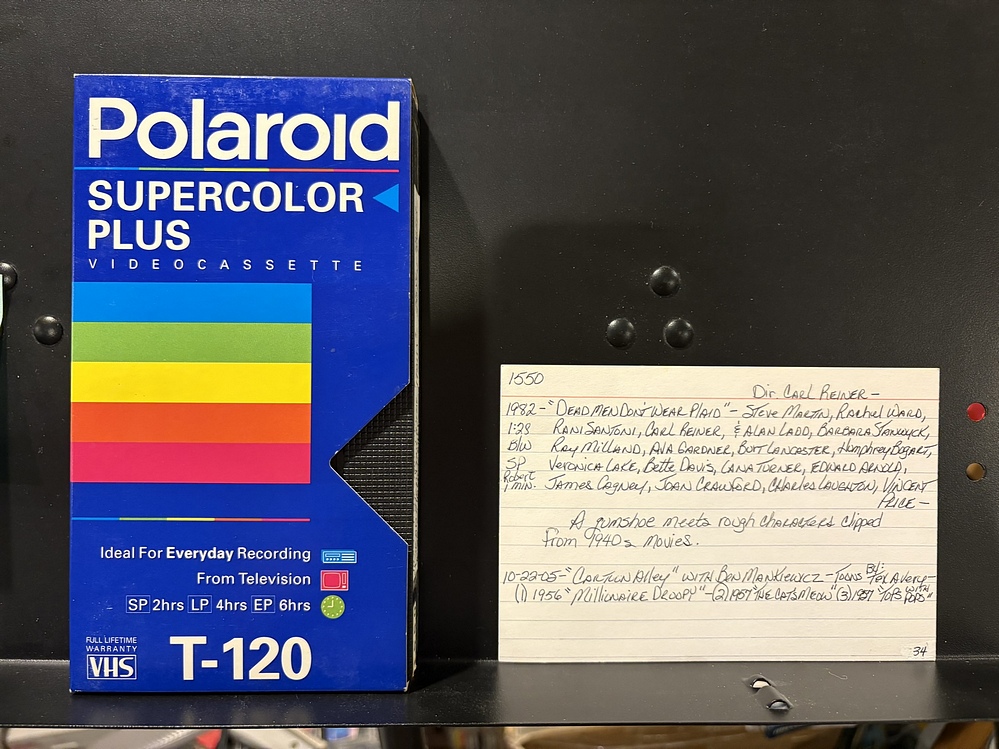 Polaroid
SUPERCOLOR
PLUS
VIDEOCASSETTE
Ideal For Everyday Recording
From Television
SP 2hrs LP 4hrs EP 6hrs
FULL LIFETIME
WARRANTY
VHS
T-120
1550
Dir. CARL REINER-
1982-"DEAD MEN DON'T WEAR PLAID"- STEVE MARTIN, RACHEL WARD,
1:28 RANI SANTONI, CARL REINER, & ALAN LADD, BARBARA STANWYCK,
B/W RAY MILLAND, AVA GARDNER, BURT LANCASTER, Humphrey BOGART,
SP VERONICA LAKE, Bette DAVIS, LANA TURNER, EDWARD ARNOLD,
Robert, min. JAMES Cagney, JOAN CRAWFORD, CHARLES LAUGHTON, VINCENT
PRICE-
A gumshoe meets rough characters clipped
from 1940s movies.
10-22-05-"CARTOON Alley" WITH BEN MANKIEWICZ-TOONS BY: TEX AVERY-
(1) 1956 "MILLIONAIRE DROOPY"-(2) 1957 "THE CAT'S MEOW" (3) 1957 "TOPS WITH POPS"
34